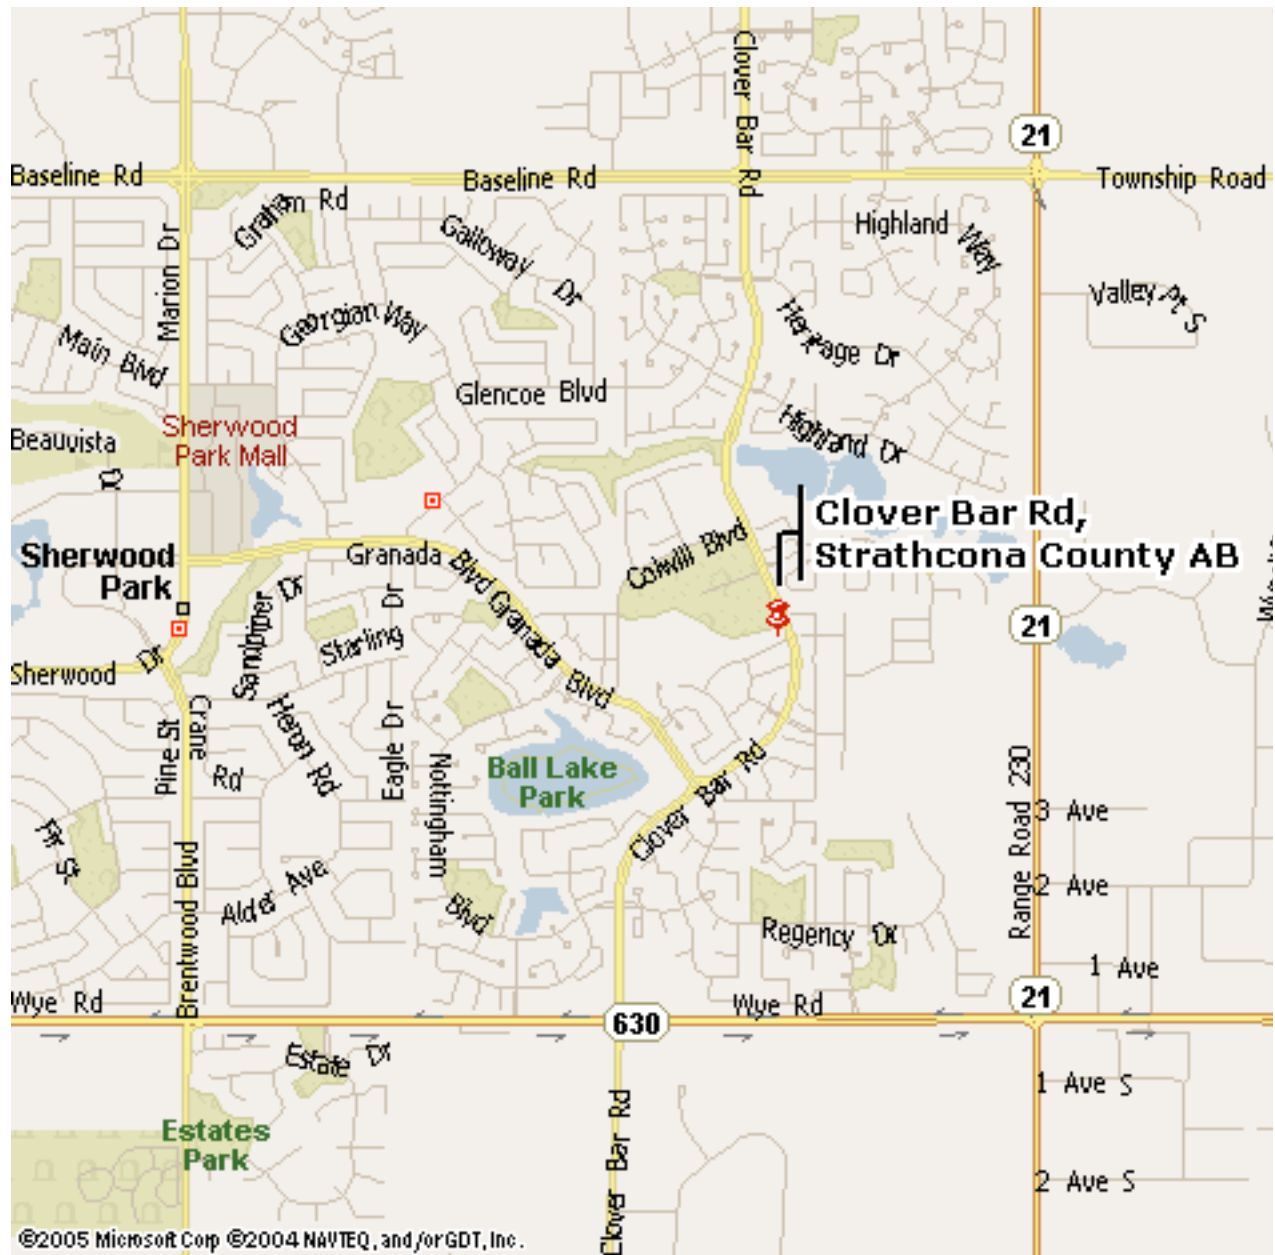 Clover Bar Rd
21
Baseline Rd
Baseline Rd
Township Road
Graham Rd
Highland Way
Galloway Dr
Marion Dr
Valley Pt S
Georgian Way
Heritage Dr
Main Blvd
Glencoe Blvd
Sherwood
Park Mall
Beauvista
Highland Dr
Clover Bar Rd,
Strathcona County AB
Colwill Blvd
Granada Blvd
Granada Blvd
Sherwood
Park
21
Sandpiper Dr
Starling Dr
Sherwood Dr
Crane Rd
Pine St
Heron Rd
Eagle Dr
Nottingham Blvd
Ball Lake
Park
Clover Bar Rd
Range Road 230
3 Ave
Fir St
2 Ave
Alder Ave
Brentwood Blvd
Regency Dr
1 Ave
21
Wye Rd
Wye Rd
630
Estate Dr
1 Ave S
Estates
Park
Clover Bar Rd
2 Ave S
©2005 Microsoft Corp ©2004 NAVTEQ, and/or GDT, Inc.